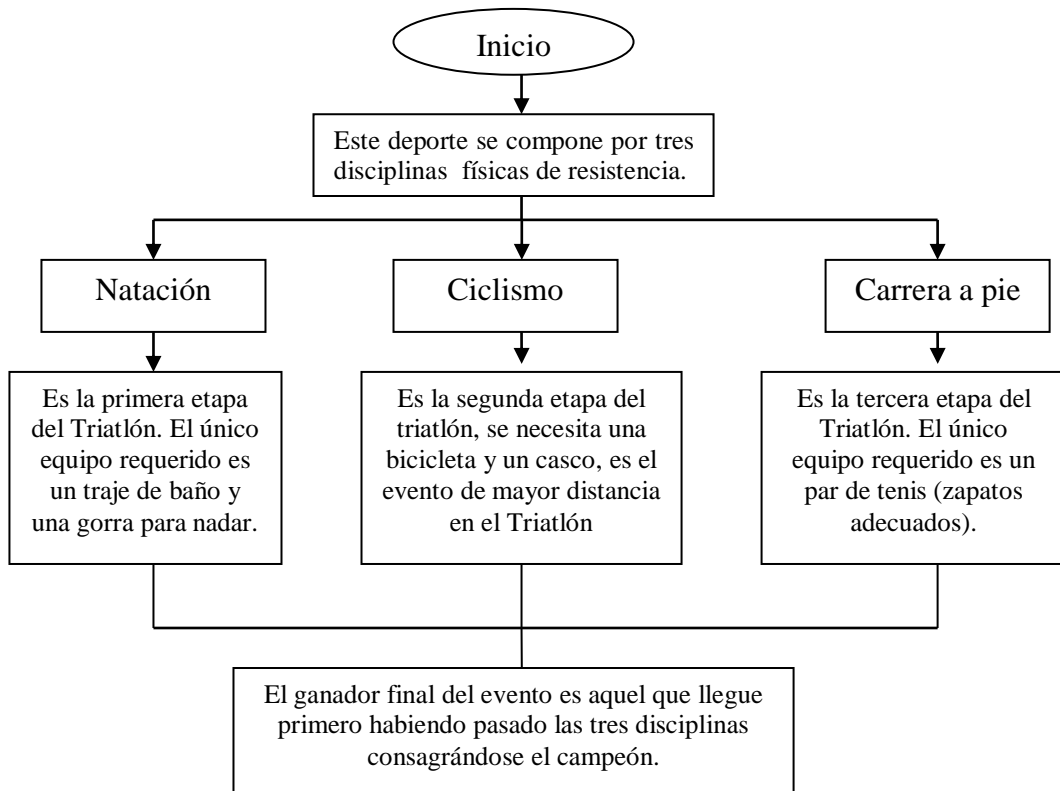 Inicio
Este deporte se compone por tres
disciplinas físicas de resistencia.
Natación
Ciclismo
Carrera a pie
Es la primera etapa
del Triatlón. El único
equipo requerido es
un traje de baño y
una gorra para nadar.
Es la segunda etapa del
triatlón, se necesita una
bicicleta y un casco, es el
evento de mayor distancia
en el Triatlón
Es la tercera etapa del
Triatlón. El único
equipo requerido es un
par de tenis (zapatos
adecuados).
El ganador final del evento es aquel que llegue
primero habiendo pasado las tres disciplinas
consagrándose el campeón.